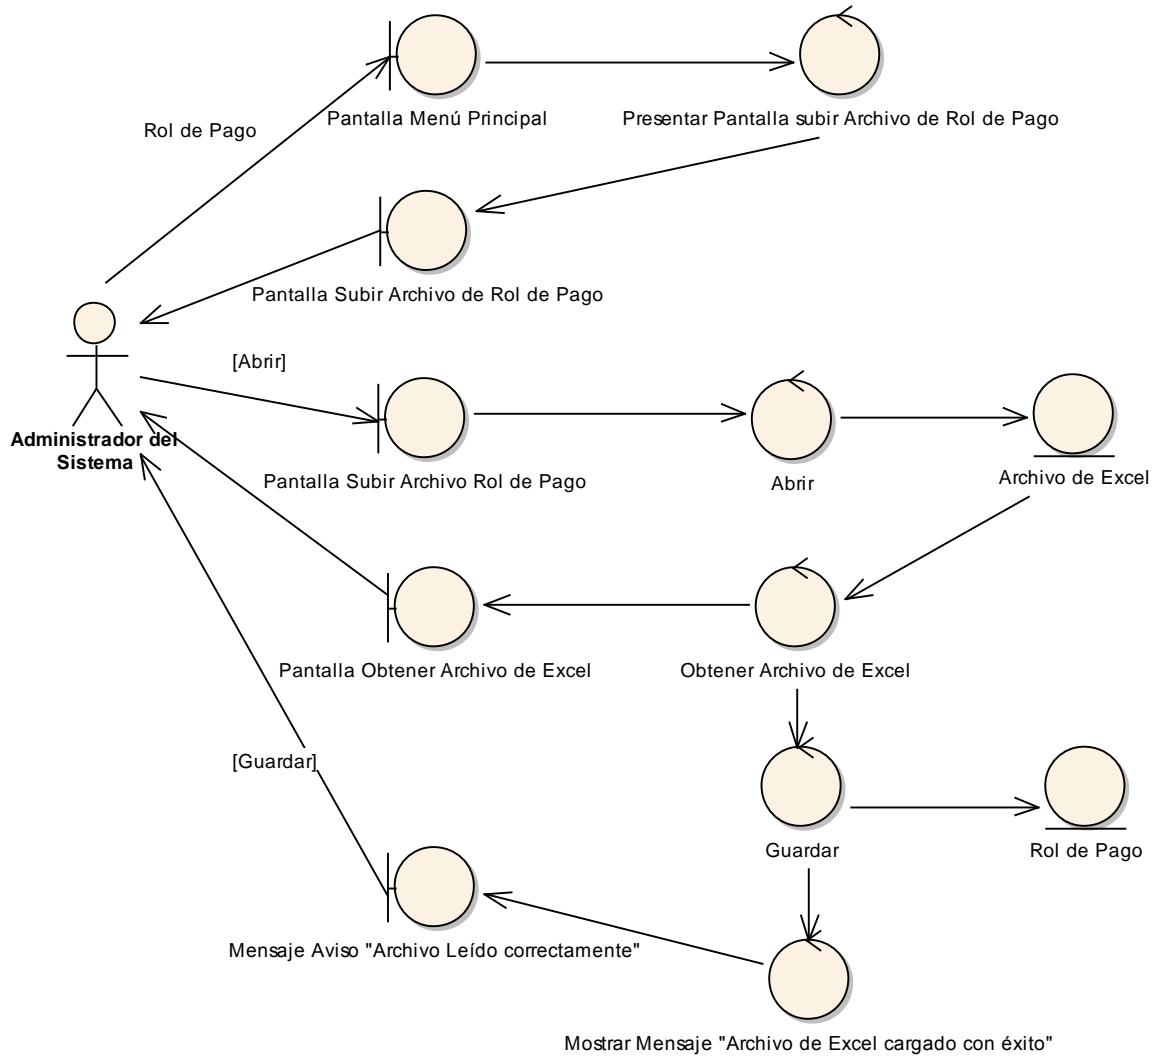 Pantalla Menú Principal
Presentar Pantalla subir Archivo de Rol de Pago
Rol de Pago
Pantalla Subir Archivo de Rol de Pago
[Abrir]
Administrador del
Sistema
Pantalla Subir Archivo Rol de Pago
Abrir
Archivo de Excel
Pantalla Obtener Archivo de Excel
Obtener Archivo de Excel
[Guardar]
Guardar
Rol de Pago
Mensaje Aviso "Archivo Leído correctamente"
Mostrar Mensaje "Archivo de Excel cargado con éxito"